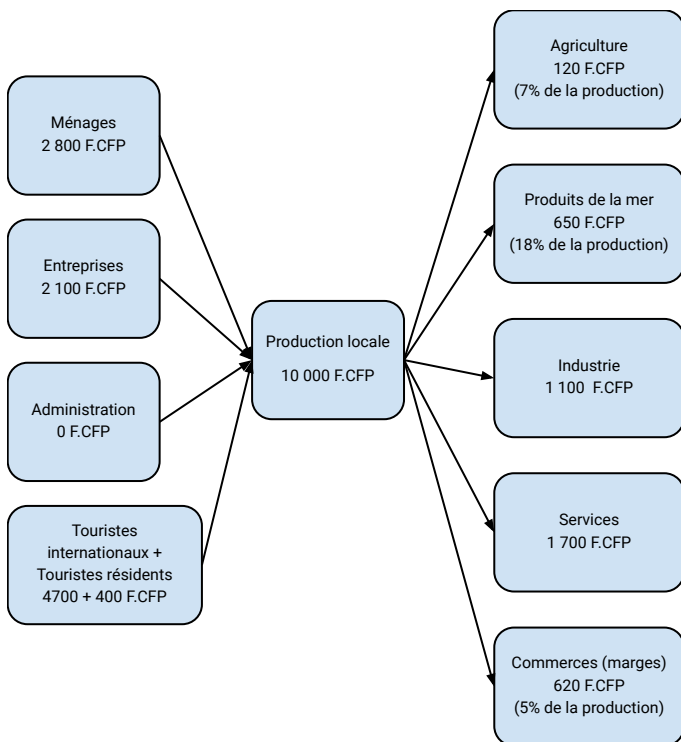 Ménages
2 800 F.CFP
Entreprises
2 100 F.CFP
Administration
0 F.CFP
Touristes
internationaux +
Touristes résidents
4700 + 400 F.CFP
Production locale
10 000 F.CFP
Agriculture
120 F.CFP
(7% de la production)
Produits de la mer
650 F.CFP
(18% de la production)
Industrie
1 100 F.CFP
Services
1 700 F.CFP
Commerces (marges)
620 F.CFP
(5% de la production)